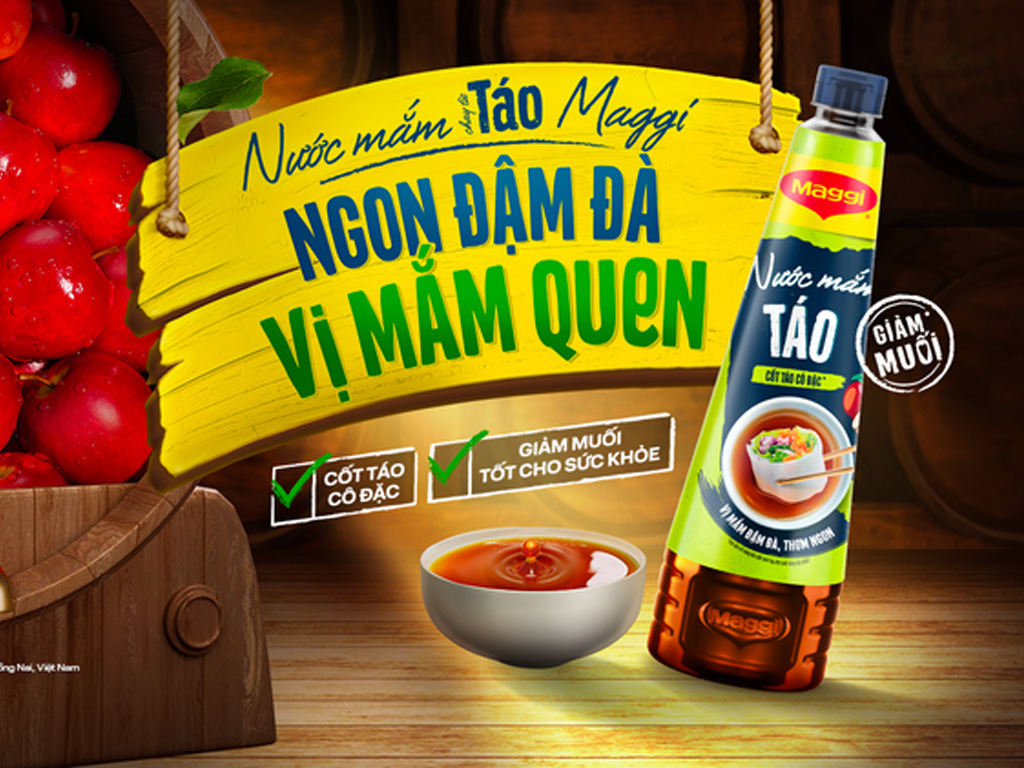 Nước mắm chay từ Táo Maggi
NGON ĐẬM ĐÀ
Vị MẮM QUeN
CỐT TÁO
CÔ ĐẶC
GIẢM MUỐI
TỐT CHO SỨC KHỎE
Maggi
Nước mắm
TÁO
CỐT TÁO CÔ ĐẶC**
GIẢM*
MUỐI
VỊ MẮM ĐẬM ĐÀ, THƠM NGON
Maggi
Nai, Việt Nam